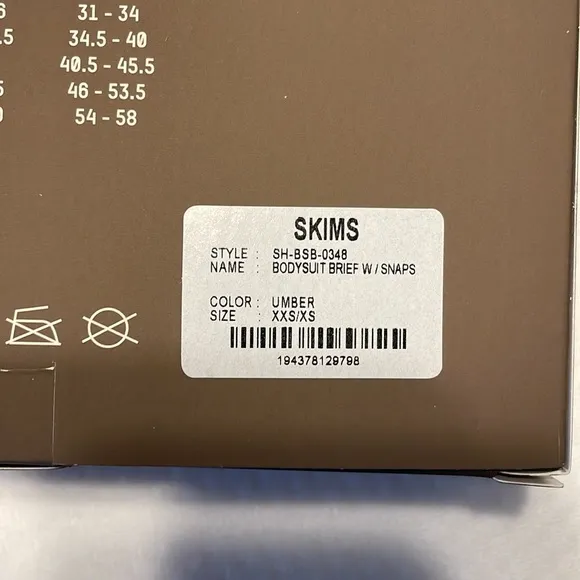 31 - 34
34.5 - 40
40.5 - 45.5
46 - 53.5
54 - 58
SKIMS
STYLE : SH-BSB-0348
NAME : BODYSUIT BRIEF W / SNAPS
COLOR : UMBER
SIZE : XXS/XS
194378129798